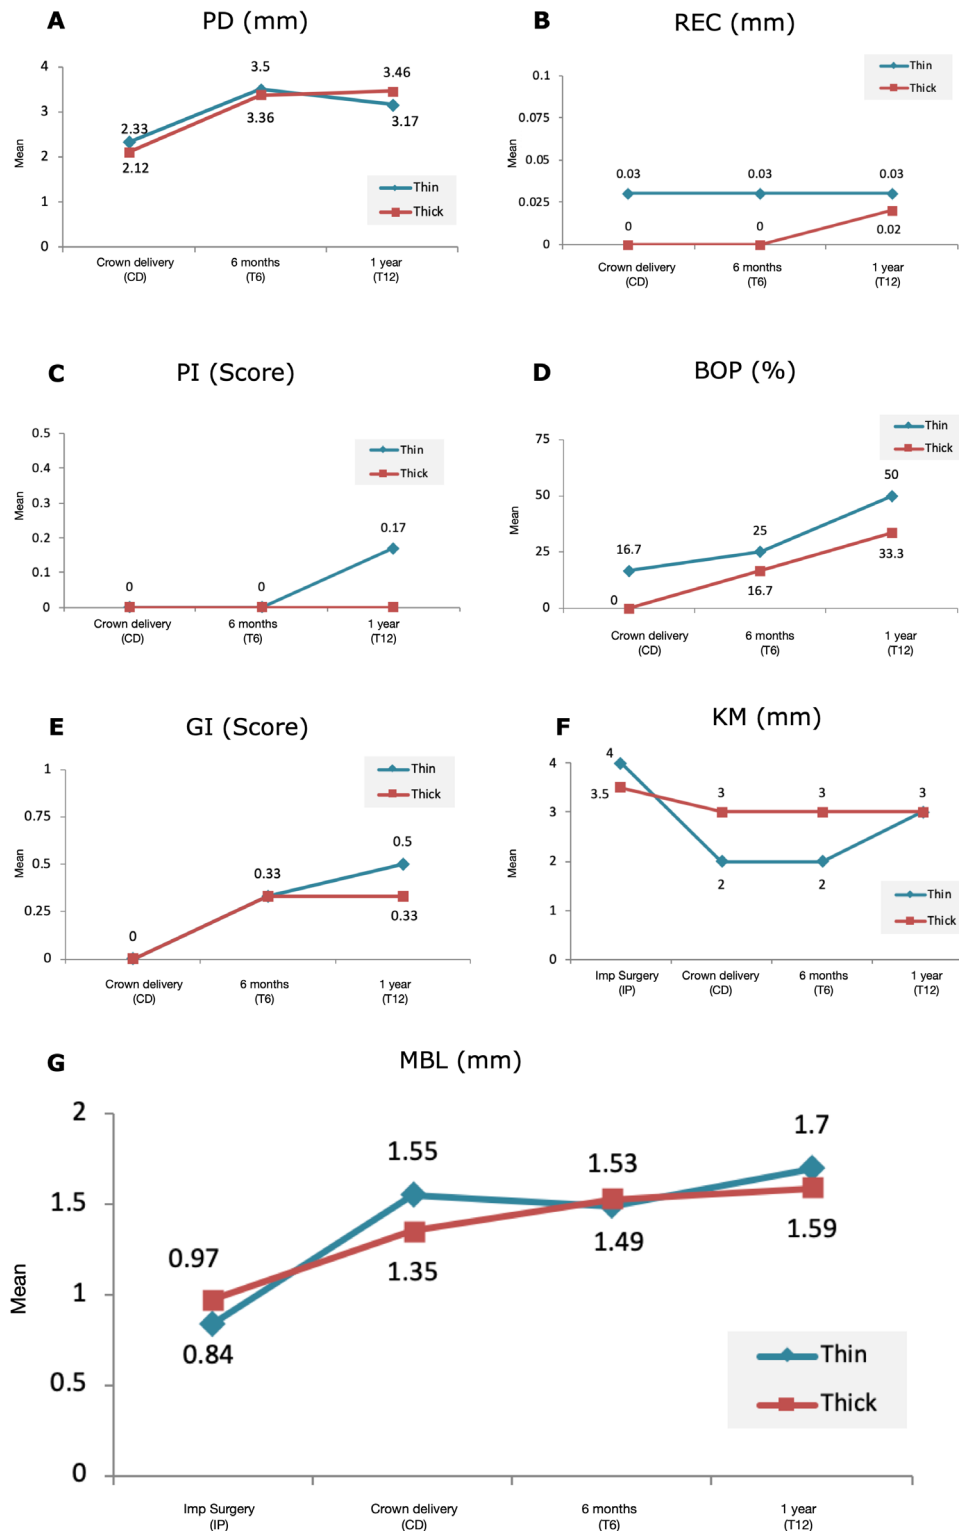 A
PD (mm)
4
3
2
1
0
Mean
2.33
2.12
3.5
3.36
3.46
3.17
Thin
Thick
Crown delivery
(CD)
6 months
(T6)
1 year
(T12)
B
REC (mm)
0.1
0.075
0.05
0.025
0
Mean
Thin
Thick
0.03
0.03
0.03
0
0
0.02
Crown delivery
(CD)
6 months
(T6)
1 year
(T12)
C
PI (Score)
0.5
0.4
0.3
0.2
0.1
0
Mean
Thin
Thick
0
0
0.17
Crown delivery
(CD)
6 months
(T6)
1 year
(T12)
D
BOP (%)
75
50
25
0
Mean
Thin
Thick
16.7
25
50
0
16.7
33.3
Crown delivery
(CD)
6 months
(T6)
1 year
(T12)
E
GI (Score)
1
0.75
0.5
0.25
0
Mean
Thin
Thick
0
0.33
0.5
0.33
Crown delivery
(CD)
6 months
(T6)
1 year
(T12)
F
KM (mm)
4
3
2
1
0
Mean
4
3.5
3
3
3
2
2
Thin
Thick
Imp Surgery
(IP)
Crown delivery
(CD)
6 months
(T6)
1 year
(T12)
G
MBL (mm)
2
1.5
1
0.5
0
Mean
0.97
0.84
1.55
1.35
1.53
1.49
1.7
1.59
Thin
Thick
Imp Surgery
(IP)
Crown delivery
(CD)
6 months
(T6)
1 year
(T12)